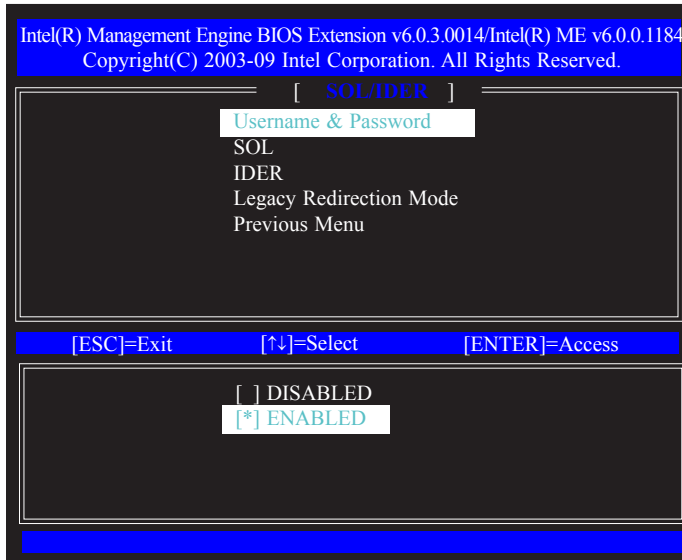 Intel(R) Management Engine BIOS Extension v6.0.3.0014/Intel(R) ME v6.0.0.1184
Copyright(C) 2003-09 Intel Corporation. All Rights Reserved.
[ SOL/IDER ]
Username & Password
SOL
IDER
Legacy Redirection Mode
Previous Menu
[ESC]=Exit [↑↓]=Select [ENTER]=Access
[ ] DISABLED
[*] ENABLED